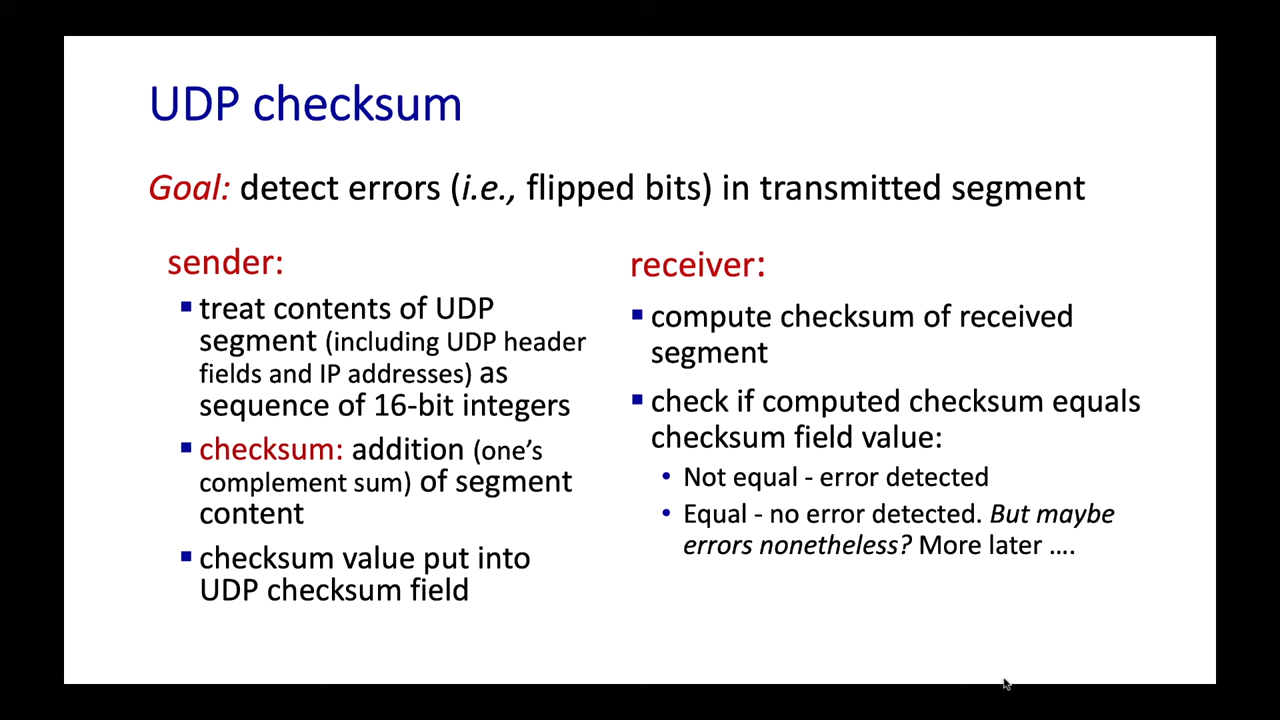 UDP checksum
Goal: detect errors (i.e., flipped bits) in transmitted segment
sender:
▪ treat contents of UDP
segment (including UDP header
fields and IP addresses) as
sequence of 16-bit integers
▪ checksum: addition (one’s
complement sum) of segment
content
▪ checksum value put into
UDP checksum field
receiver:
▪ compute checksum of received
segment
▪ check if computed checksum equals
checksum field value:
• Not equal - error detected
• Equal - no error detected. But maybe
errors nonetheless? More later ….